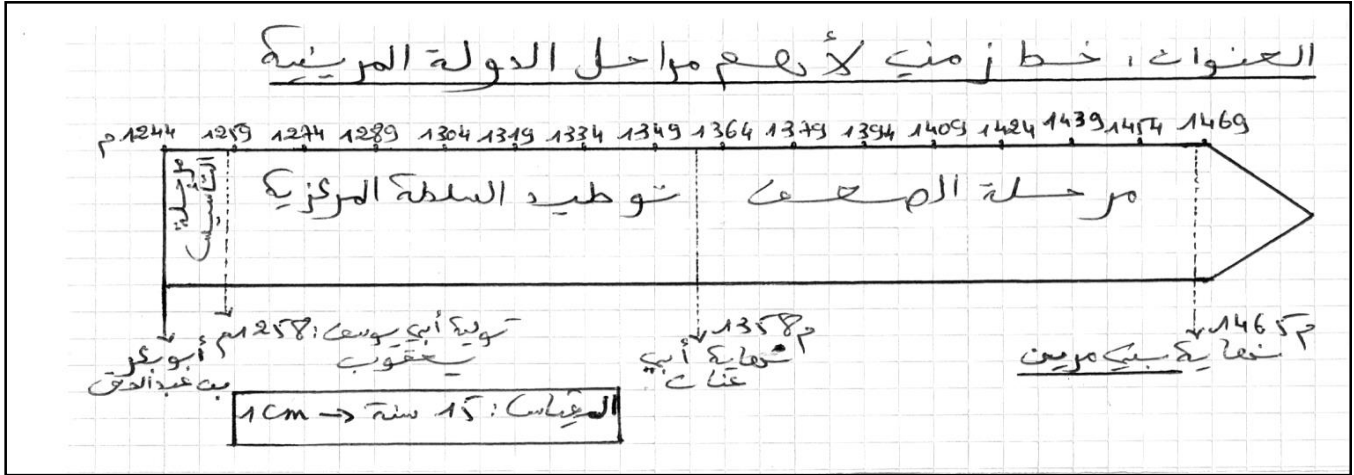 العنوان: خط زمني لأهم مراحل الدولة المرينية
1244م 1259 1274 1289 1304 1319 1334 1349 1364 1379 1394 1409 1424 1439 1454 1469
مرحلة التأسيس
توطيد السلطة المركزية
مرحلة الضعف
أبو بكر بن عبد الحق
1258م: تولية أبي يوسف
يعقوب
1358م
نهاية أبي
عنان
1465م
نهاية بني مرين
المقياس: 15 سنة → 1cm